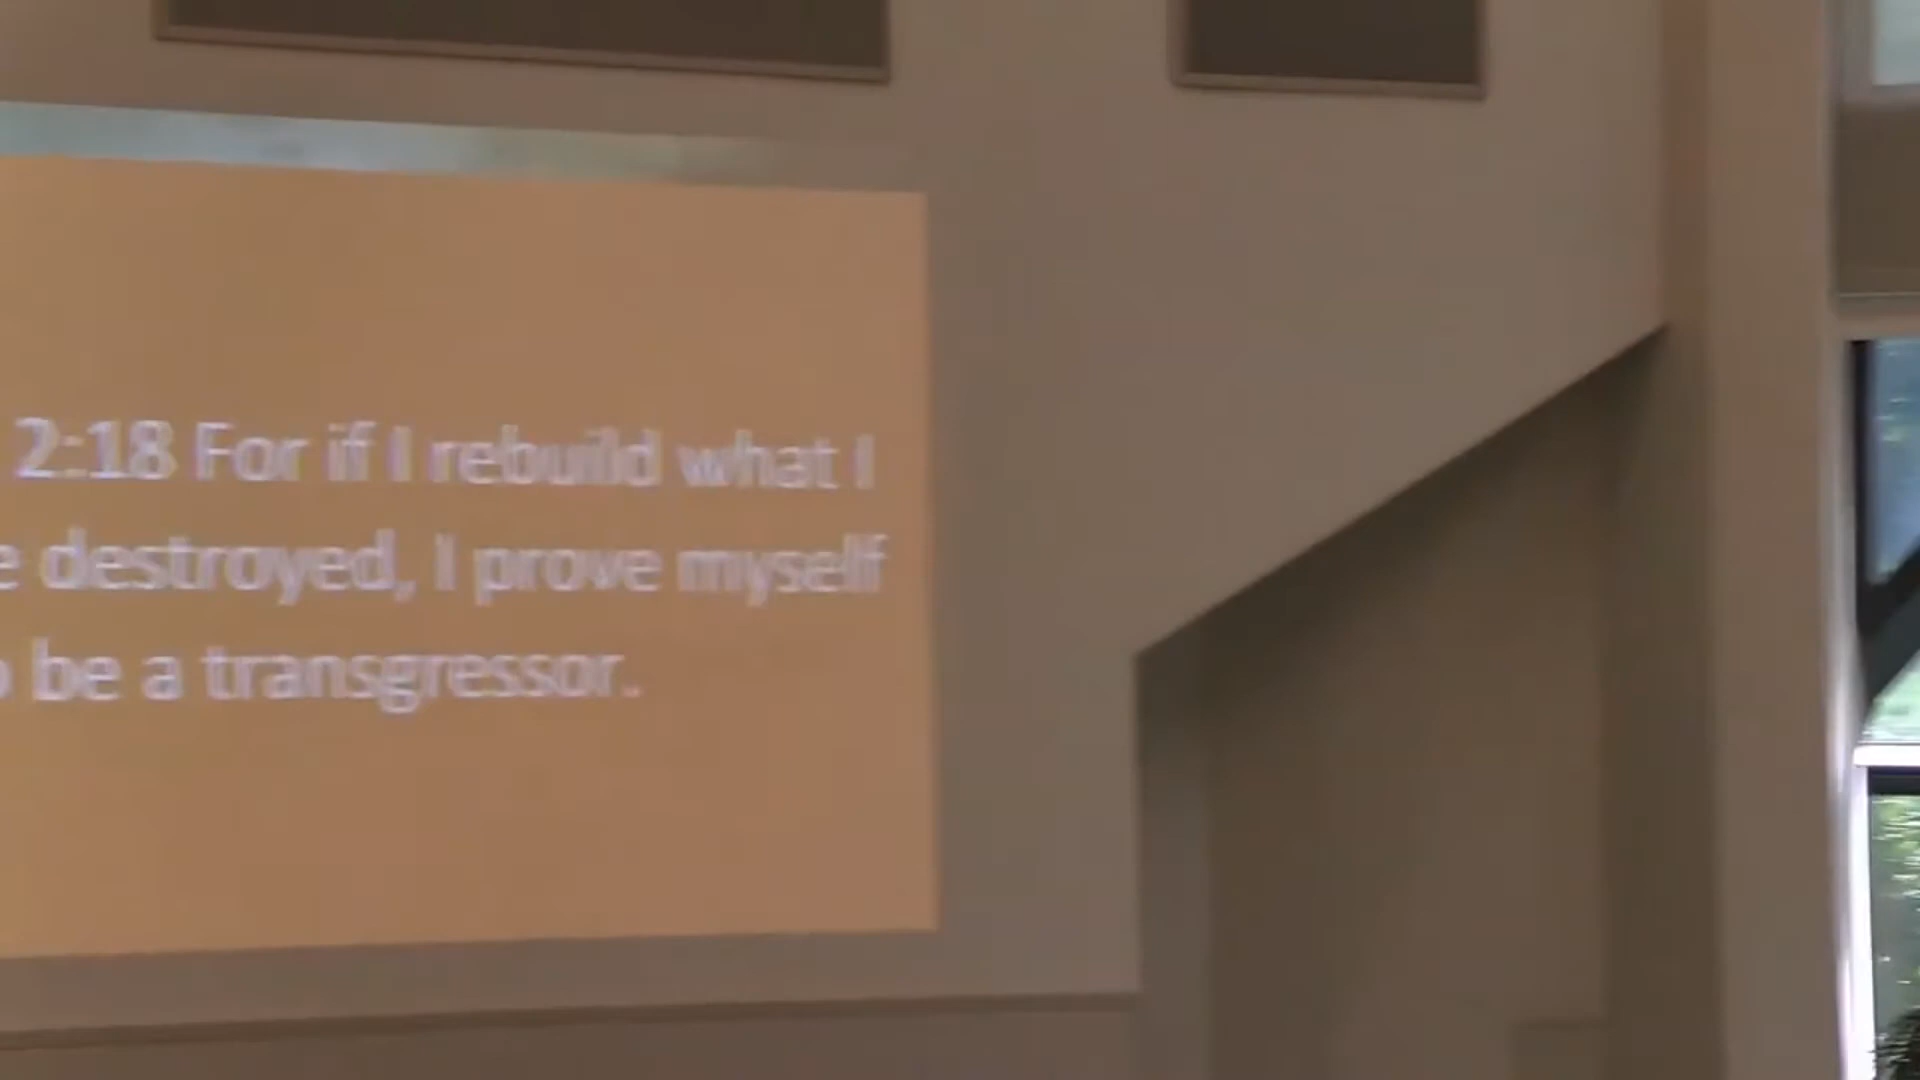 2:18 For if I rebuild what I
destroyed, I prove myself
be a transgressor.